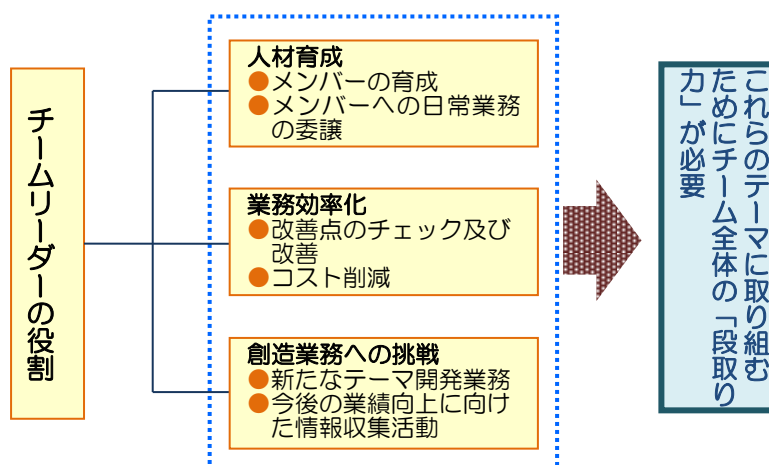 チームリーダーの役割
人材育成
●メンバーの育成
●メンバーへの日常業務
の委譲
業務効率化
●改善点のチェック及び
改善
●コスト削減
創造業務への挑戦
●新たなテーマ開発業務
●今後の業績向上に向け
た情報収集活動
これらのテーマに取り組む
ためにチーム全体の「段取り
力」が必要